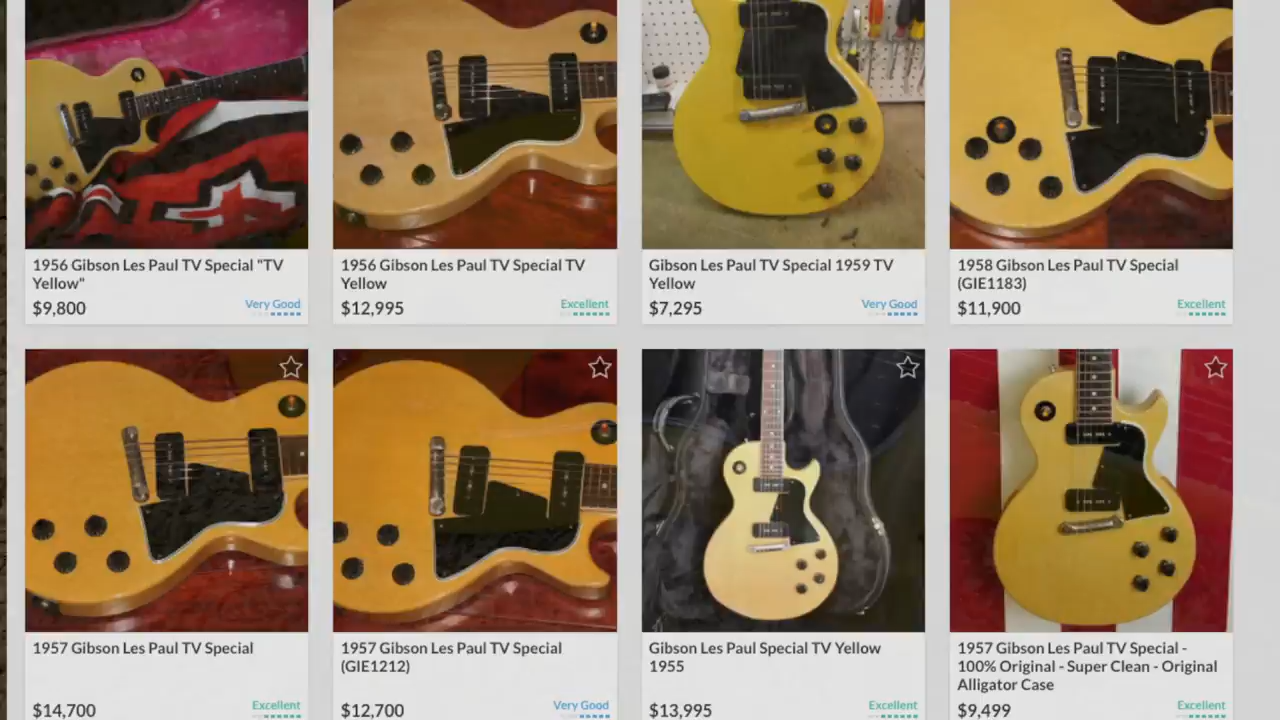 1956 Gibson Les Paul TV Special "TV
Yellow"
$9,800
Very Good
1956 Gibson Les Paul TV Special TV
Yellow
$12,995
Excellent
Gibson Les Paul TV Special 1959 TV
Yellow
$7,295
Very Good
1958 Gibson Les Paul TV Special
(GIE1183)
$11,900
Excellent
1957 Gibson Les Paul TV Special
$14,700
Excellent
1957 Gibson Les Paul TV Special
(GIE1212)
$12,700
Very Good
Gibson Les Paul Special TV Yellow
1955
$13,995
Excellent
1957 Gibson Les Paul TV Special -
100% Original - Super Clean - Original
Alligator Case
$9,499
Excellent